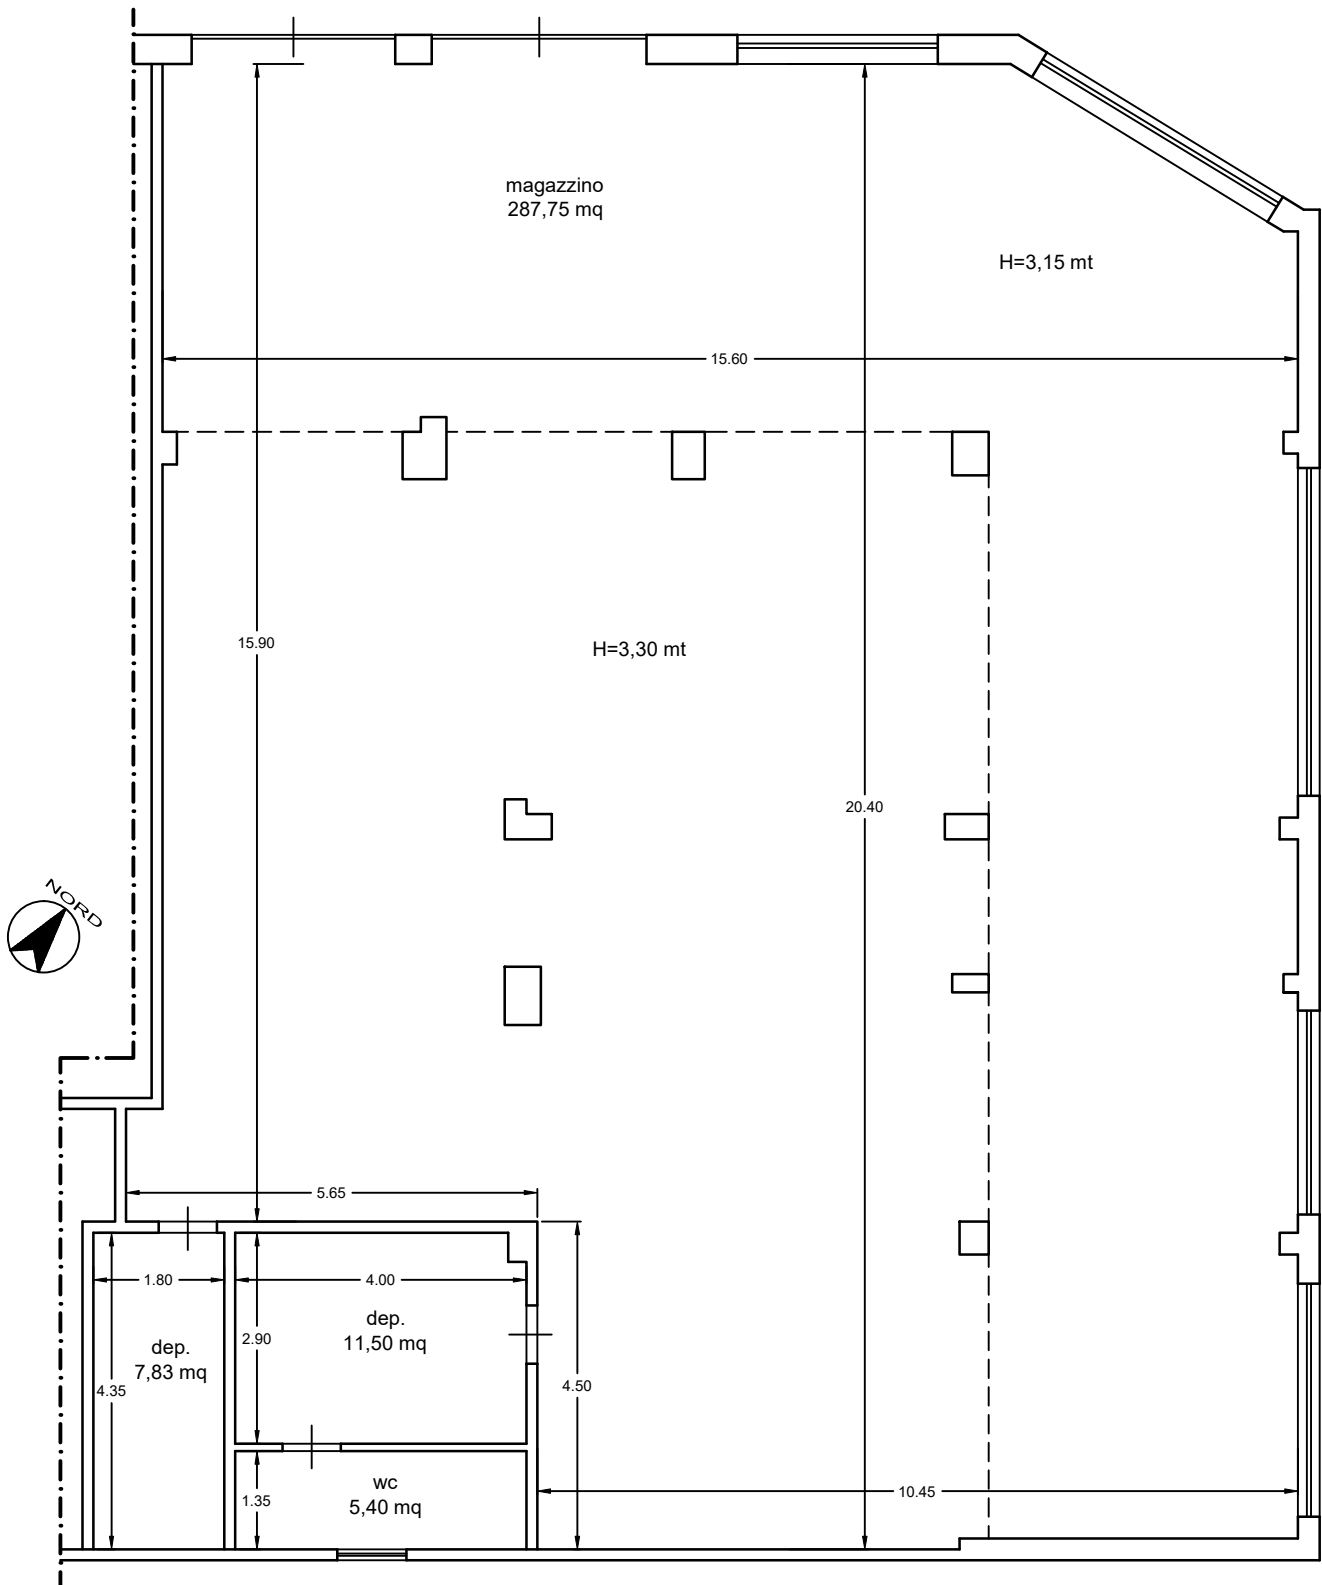 magazzino
287,75 mq
H=3,15 mt
15.60
15.90
H=3,30 mt
20.40
NORD
5.65
1.80
4.00
dep.
11,50 mq
2.90
dep.
7,83 mq
4.35
4.50
wc
5,40 mq
1.35
10.45